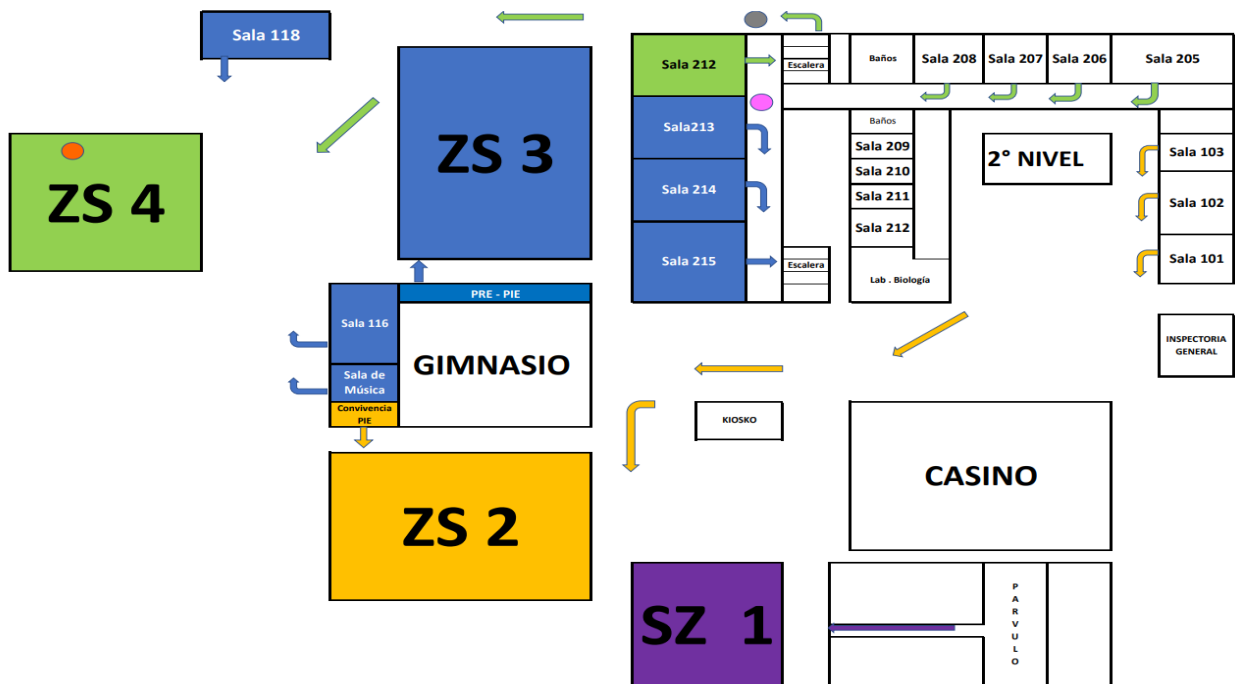 Sala 118
Sala 212
Escalera
Baños
Sala 208
Sala 207
Sala 206
Sala 205
ZS 4
ZS 3
Sala213
Sala 214
Sala 215
Escalera
Baños
Sala 209
Sala 210
Sala 211
Sala 212
Lab . Biología
2° NIVEL
Sala 103
Sala 102
Sala 101
PRE - PIE
Sala 116
GIMNASIO
Sala de
Música
Convivencia
PIE
INSPECTORIA
GENERAL
KIOSKO
CASINO
ZS 2
SZ 1
PARVULO